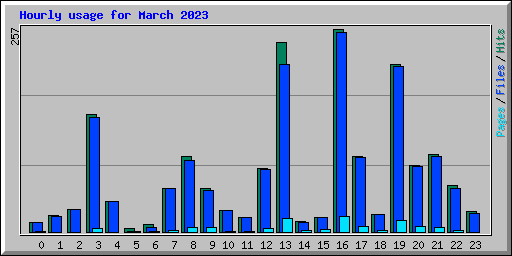 Hourly usage for March 2023
257
Pages/Files/Hits
0 1 2 3 4 5 6 7 8 9 10 11 12 13 14 15 16 17 18 19 20 21 22 23